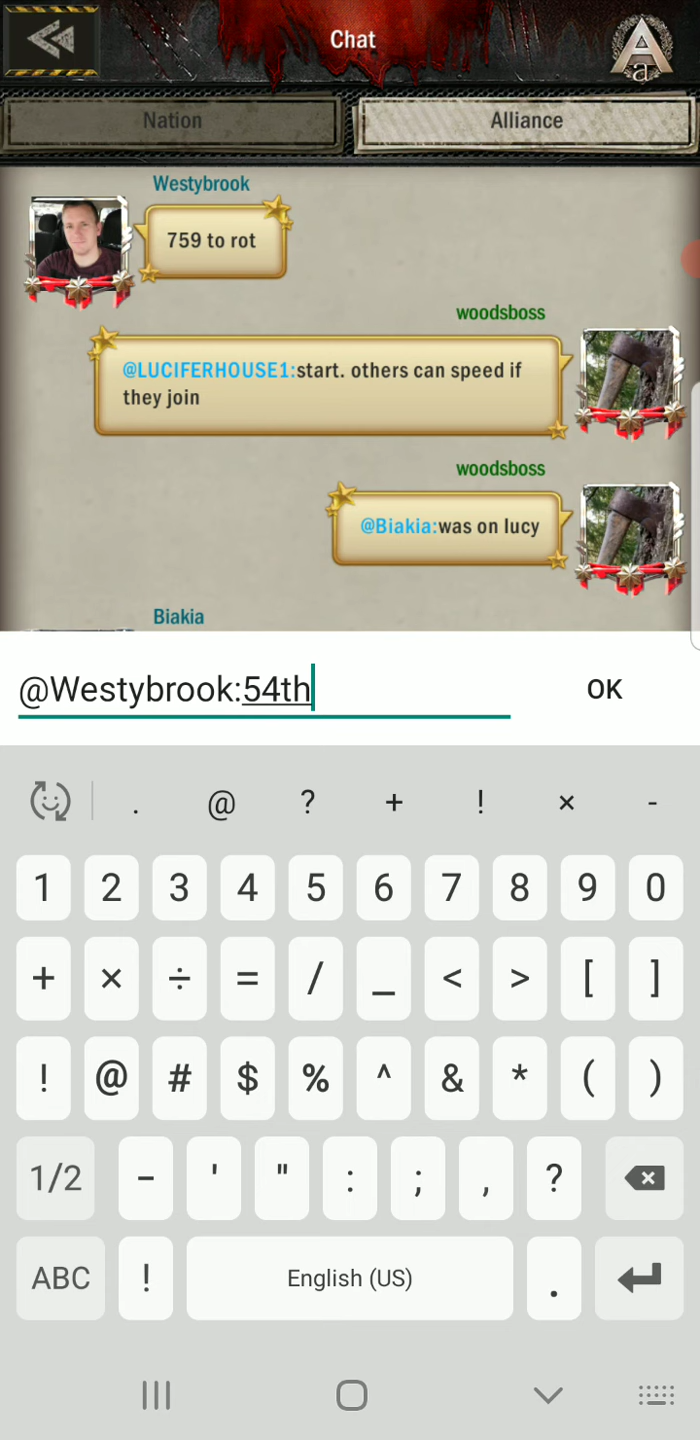 Chat
A
a
Nation
Alliance
Westybrook
759 to rot
woodsboss
@LUCIFERHOUSE1:start. others can speed if
they join
woodsboss
@Biakia:was on lucy
Biakia
@Westybrook:54th
OK
. @ ? + ! × -
1 2 3 4 5 6 7 8 9 0
+ × ÷ = / _ < > [ ]
! @ # $ % ^ & * ( )
1/2 - ' " : ; , ?
ABC ! English (US) .